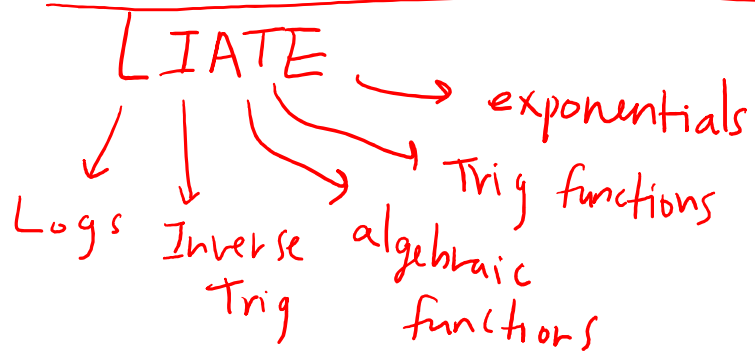 LIATE
exponentials
Trig functions
algebraic
functions
Inverse
Trig
Logs